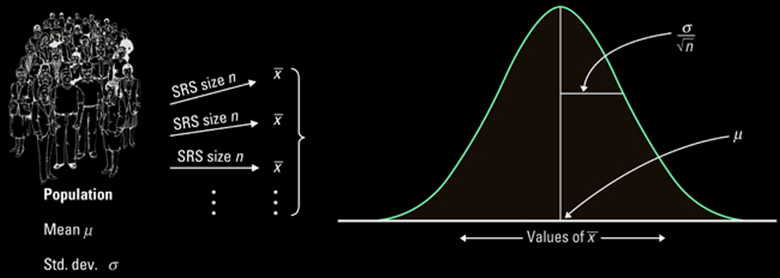 SRS size n
x̄
SRS size n
x̄
SRS size n
x̄
Population
Mean μ
Std. dev. σ
σ
√n
μ
Values of x̄